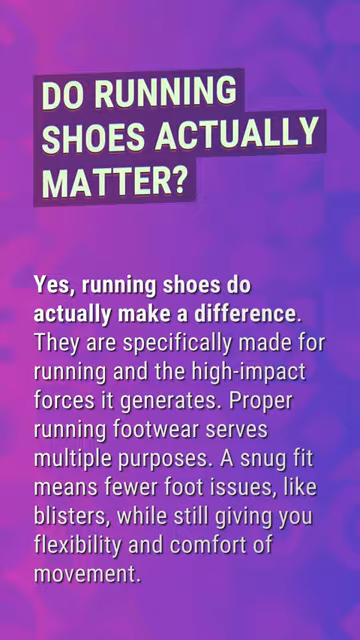 DO RUNNING
SHOES ACTUALLY
MATTER?
Yes, running shoes do
actually make a difference.
They are specifically made for
running and the high-impact
forces it generates. Proper
running footwear serves
multiple purposes. A snug fit
means fewer foot issues, like
blisters, while still giving you
flexibility and comfort of
movement.